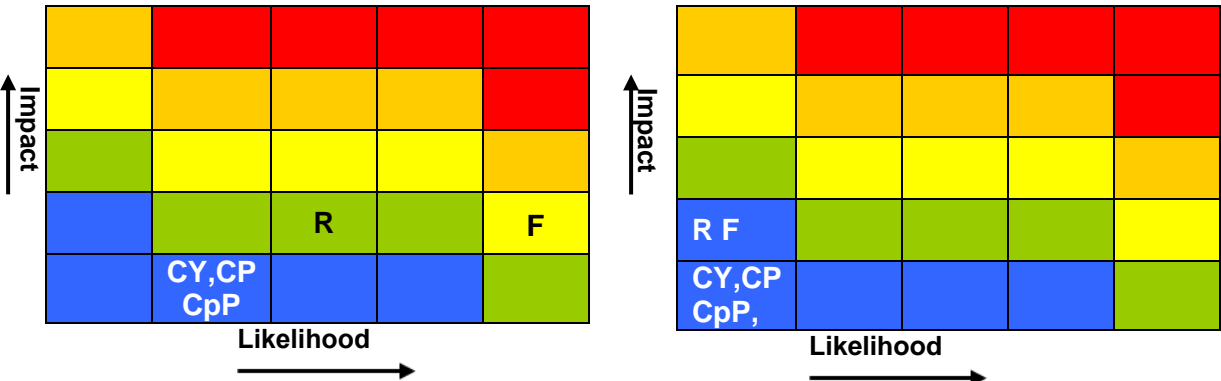 Impact
R
F
CY,CP
CpP
Likelihood
Impact
R F
CY,CP
CpP,
Likelihood